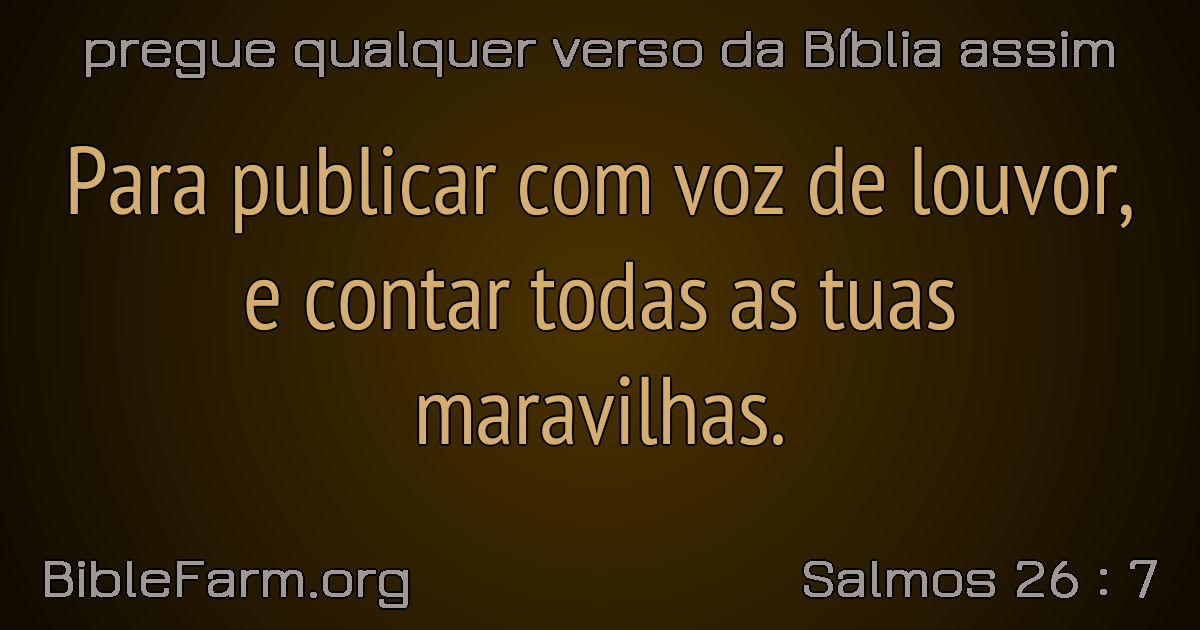 pregue qualquer verso da Bíblia assim
Para publicar com voz de louvor,
e contar todas as tuas
maravilhas.
BibleFarm.org
Salmos 26 : 7